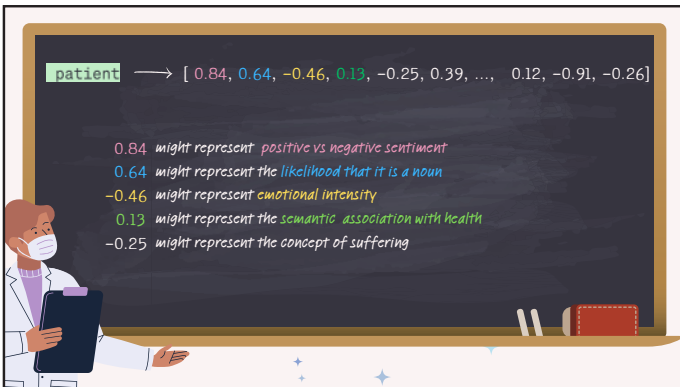 patient ⟶ [ 0.84, 0.64, −0.46, 0.13, −0.25, 0.39, ..., 0.12, −0.91, −0.26]
0.84 might represent positive vs negative sentiment
0.64 might represent the likelihood that it is a noun
−0.46 might represent emotional intensity
0.13 might represent the semantic association with health
−0.25 might represent the concept of suffering